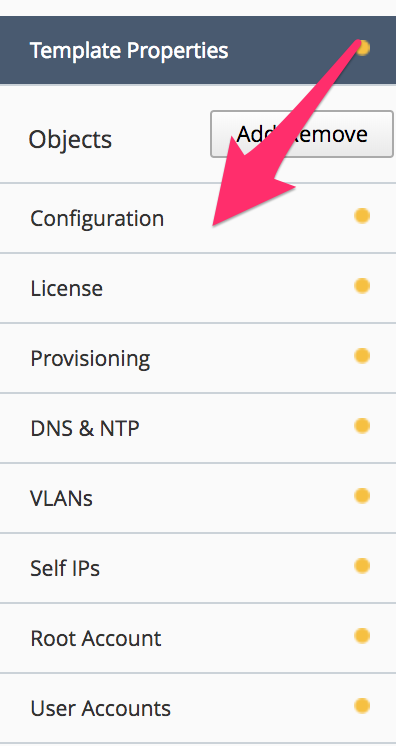 Template Properties
Objects
Add/Remove
Configuration
License
Provisioning
DNS & NTP
VLANs
Self IPs
Root Account
User Accounts